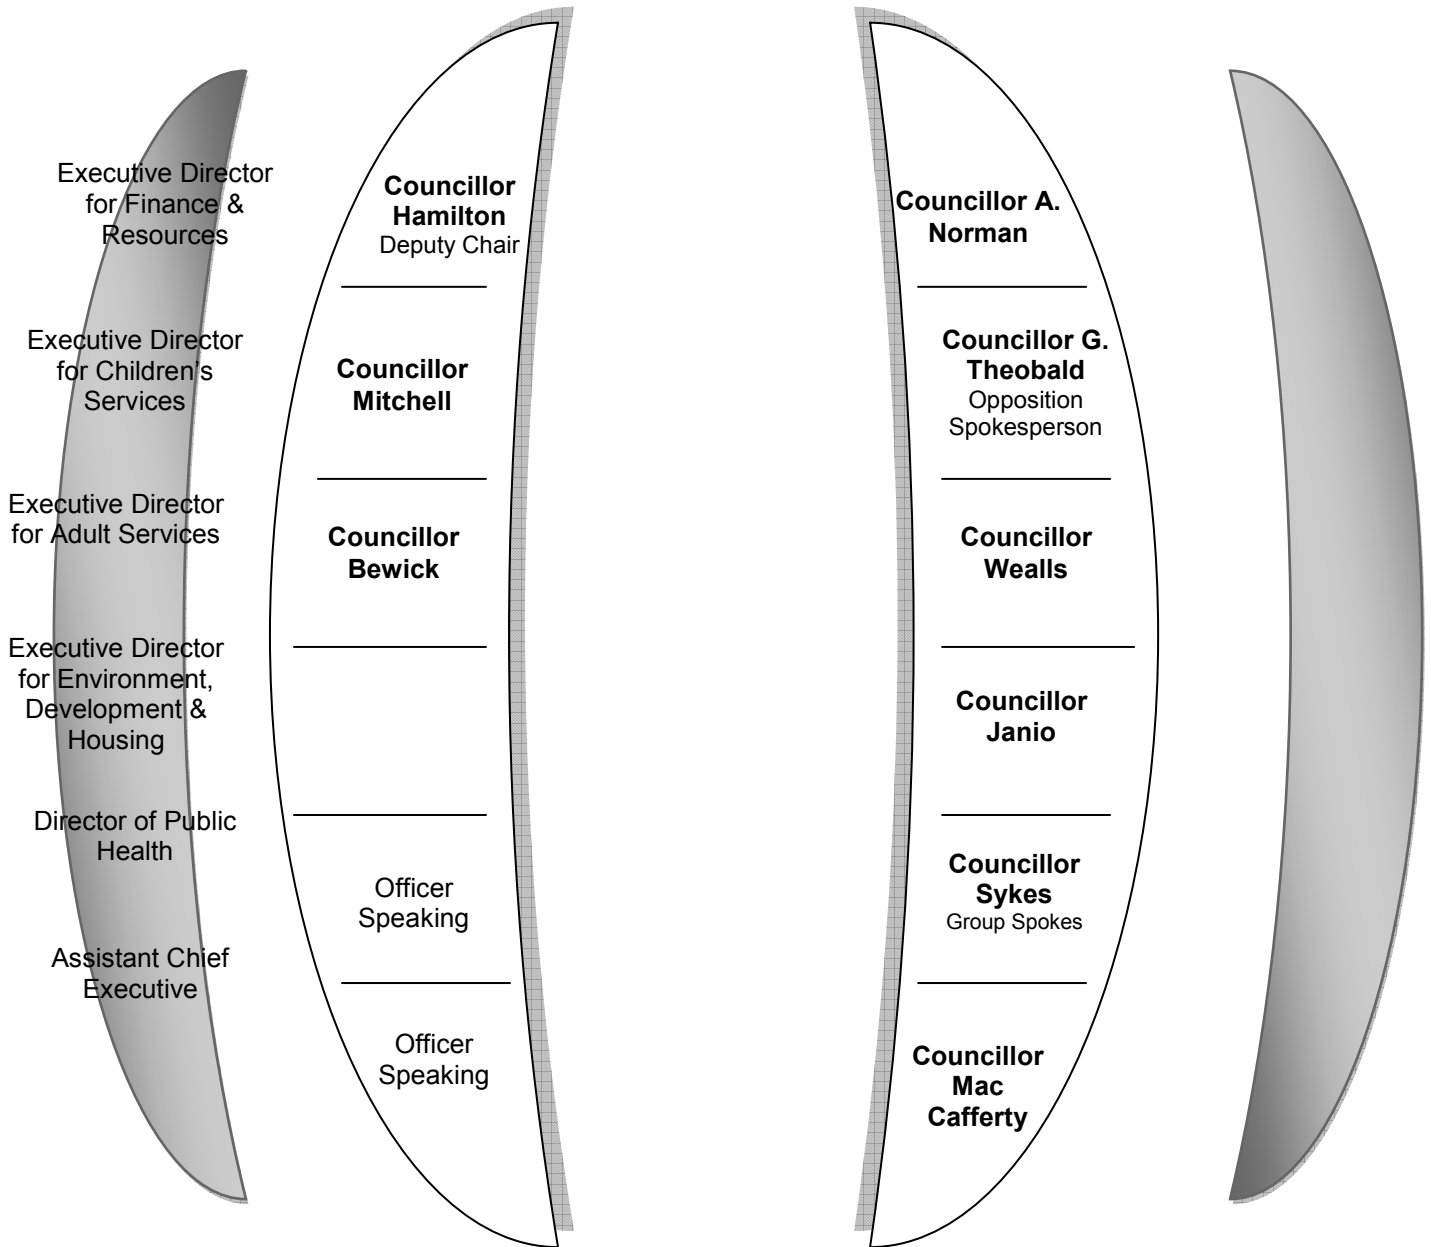 Executive Director
for Finance &
Resources
Executive Director
for Children's
Services
Executive Director
for Adult Services
Executive Director
for Environment,
Development &
Housing
Director of Public
Health
Assistant Chief
Executive
Councillor
Hamilton
Deputy Chair
Councillor
Mitchell
Councillor
Bewick
Officer
Speaking
Officer
Speaking
Councillor A.
Norman
Councillor G.
Theobald
Opposition
Spokesperson
Councillor
Wealls
Councillor
Janio
Councillor
Sykes
Group Spokes
Councillor
Mac
Cafferty